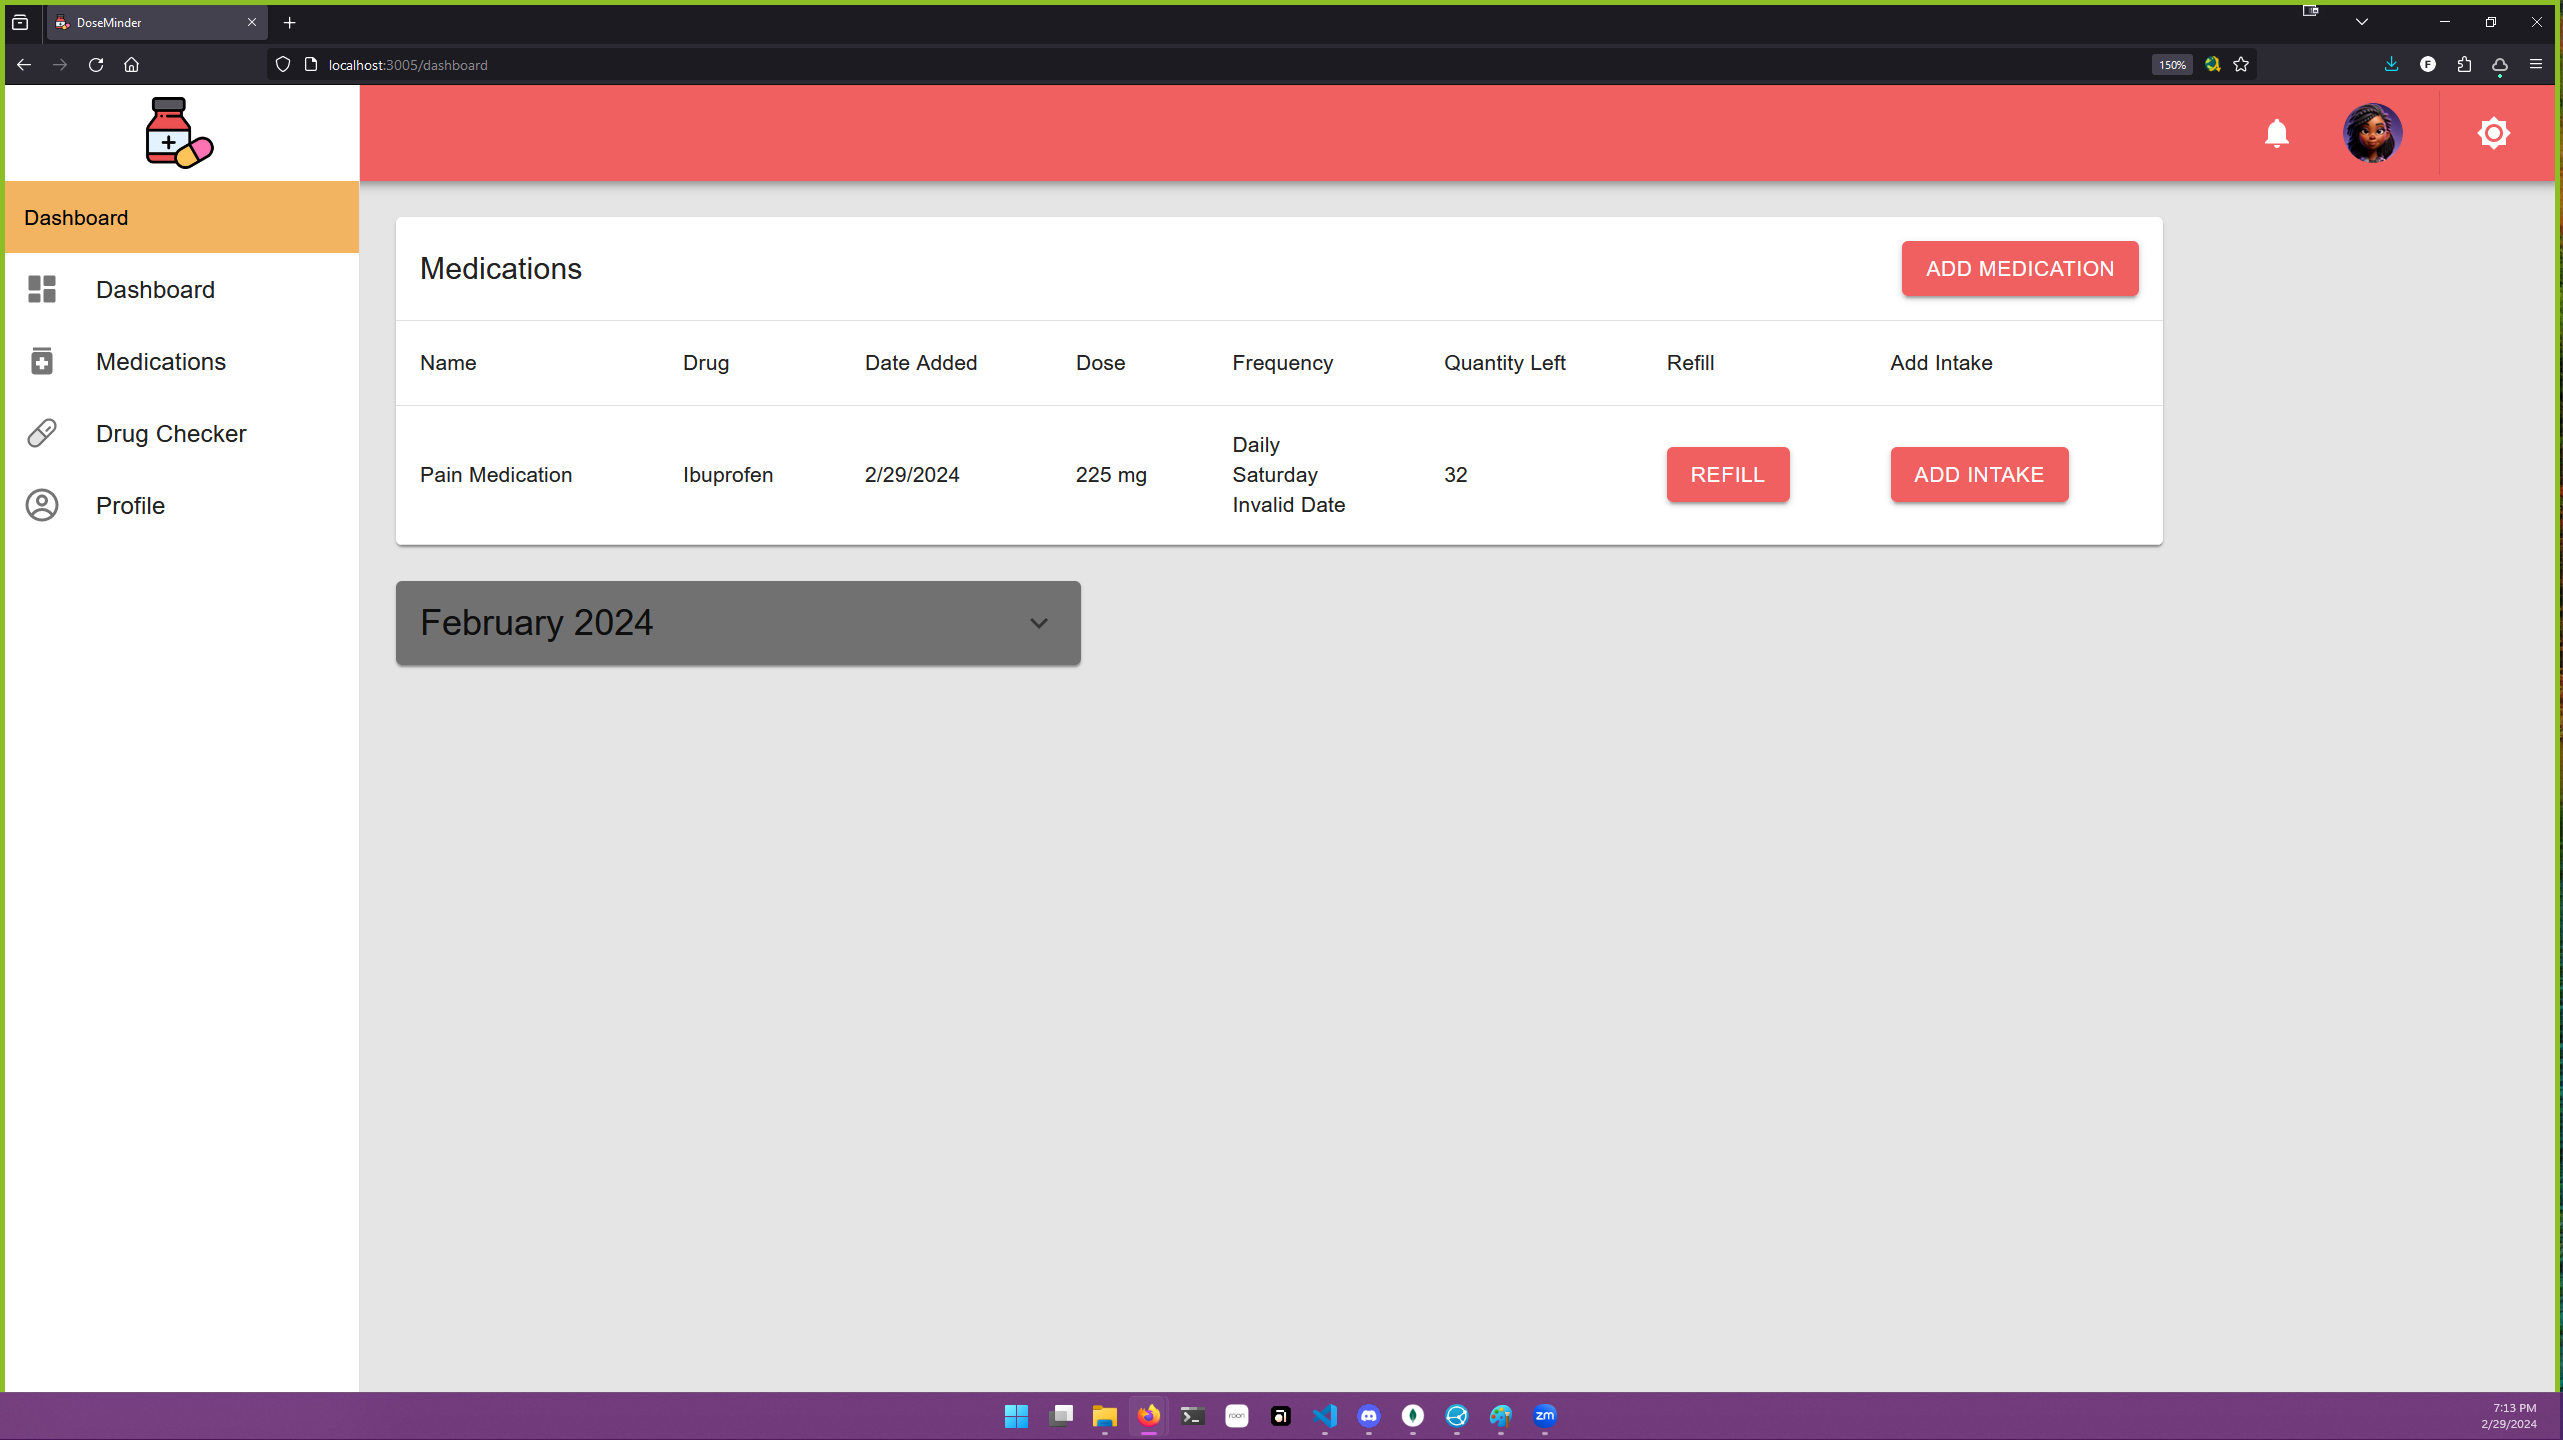 DoseMinder
localhost:3005/dashboard
150%
F
Dashboard
Dashboard
Medications
Drug Checker
Profile
Medications
ADD MEDICATION
Name Drug Date Added Dose Frequency Quantity Left Refill Add Intake
Daily
Pain Medication Ibuprofen 2/29/2024 225 mg Saturday 32 REFILL ADD INTAKE
Invalid Date
February 2024
roon
zm
7:13 PM
2/29/2024